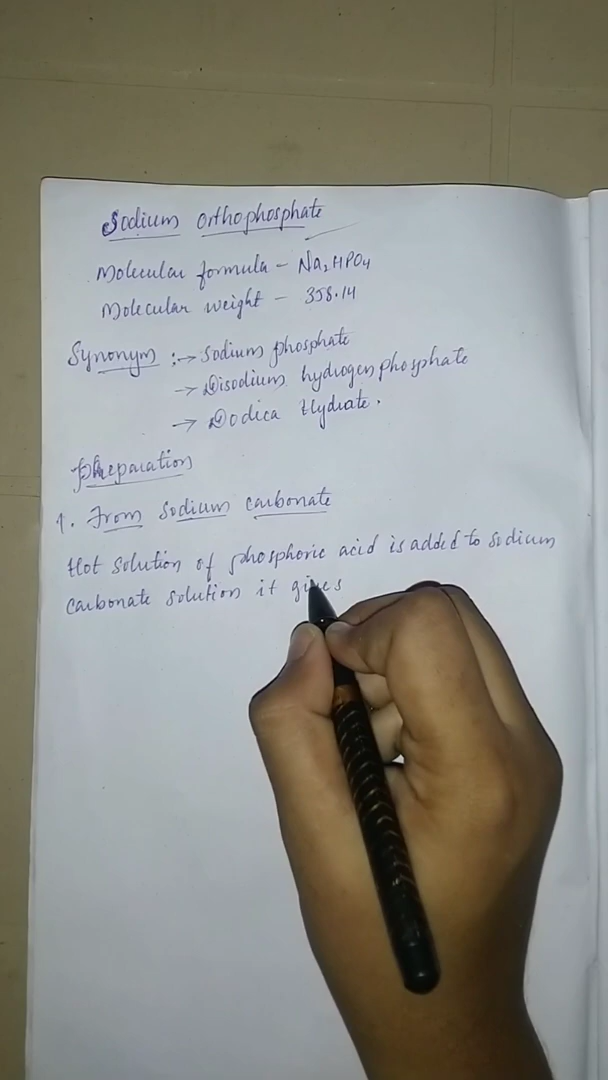 Sodium Orthophosphate
Molecular formula - Na₂HPO₄
Molecular weight - 358.14
Synonym :- → Sodium phosphate
→ Disodium hydrogen phosphate
→ Dodica Hydrate.
Preparation
1. From Sodium carbonate
Hot solution of phosphoric acid is added to sodium
carbonate solution it gives